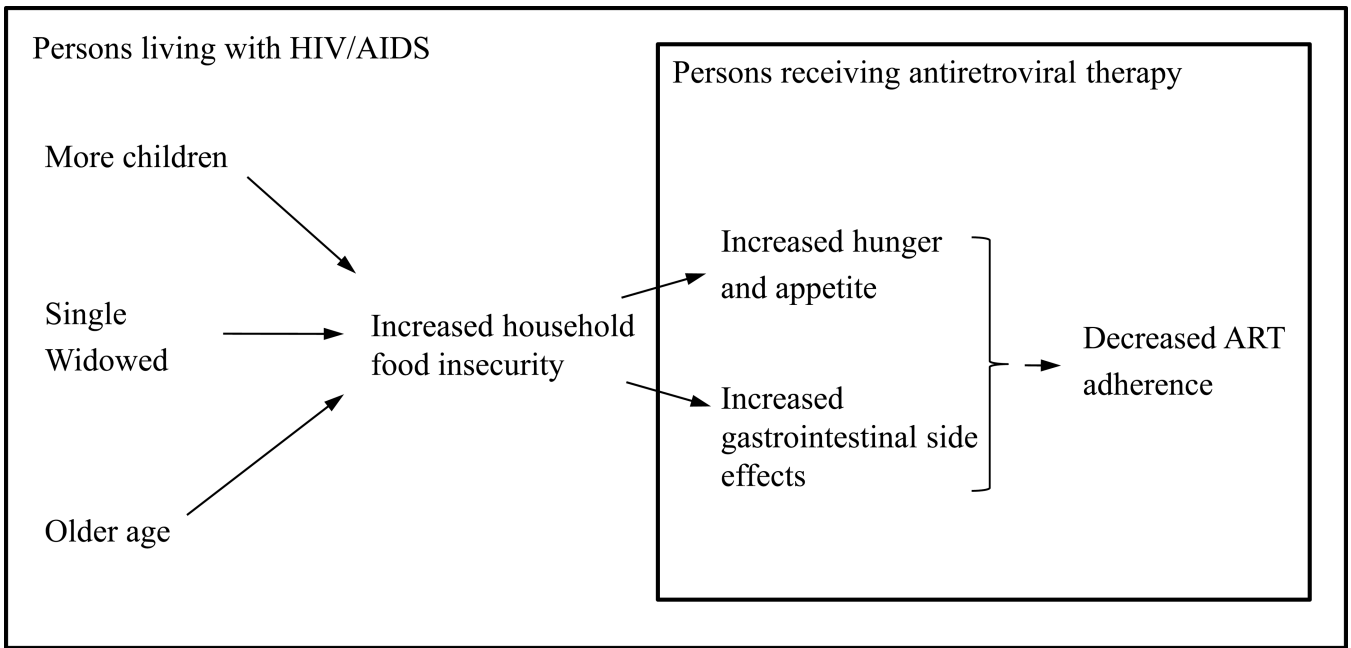 Persons living with HIV/AIDS
Persons receiving antiretroviral therapy
More children
Single
Widowed
Older age
Increased household
food insecurity
Increased hunger
and appetite
Increased
gastrointestinal side
effects
Decreased ART
adherence